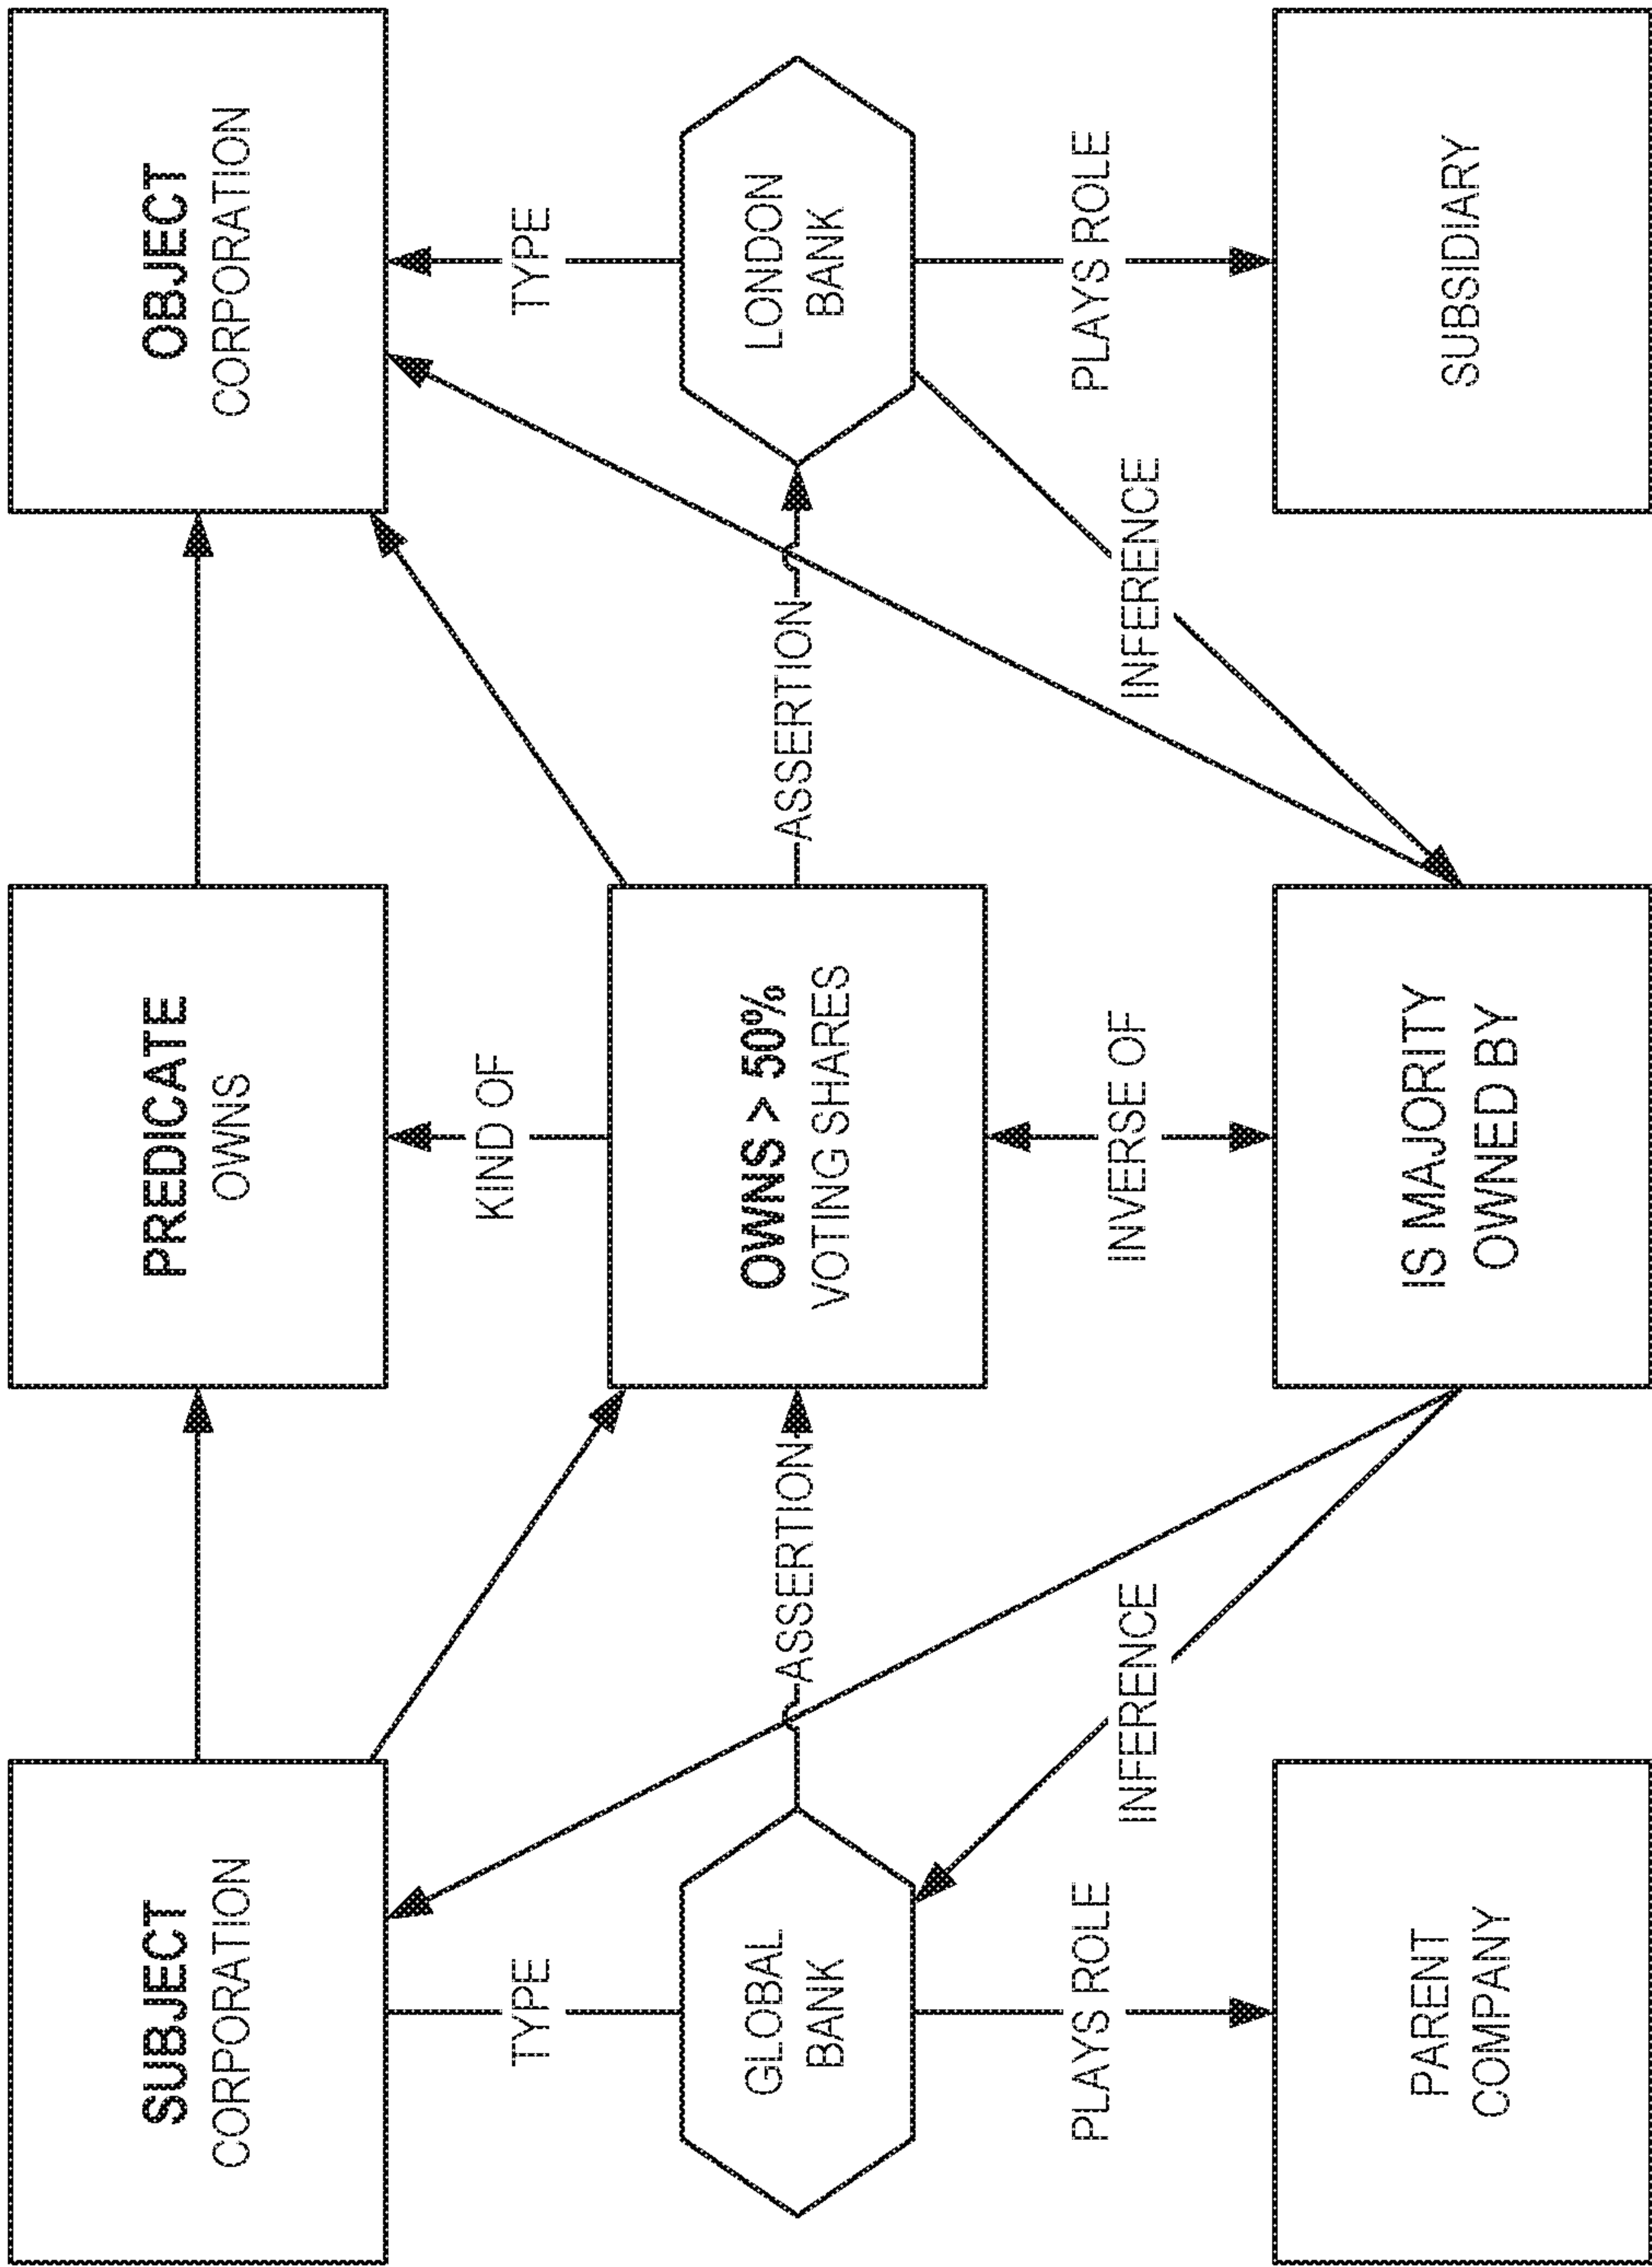 SUBJECT
CORPORATION
PREDICATE
OWNS
OBJECT
CORPORATION
TYPE
KIND OF
TYPE
GLOBAL
BANK
ASSERTION
OWNS > 50%
VOTING SHARES
ASSERTION
LONDON
BANK
PLAYS ROLE
INFERENCE
INVERSE OF
INFERENCE
PLAYS ROLE
PARENT
COMPANY
IS MAJORITY
OWNED BY
SUBSIDIARY